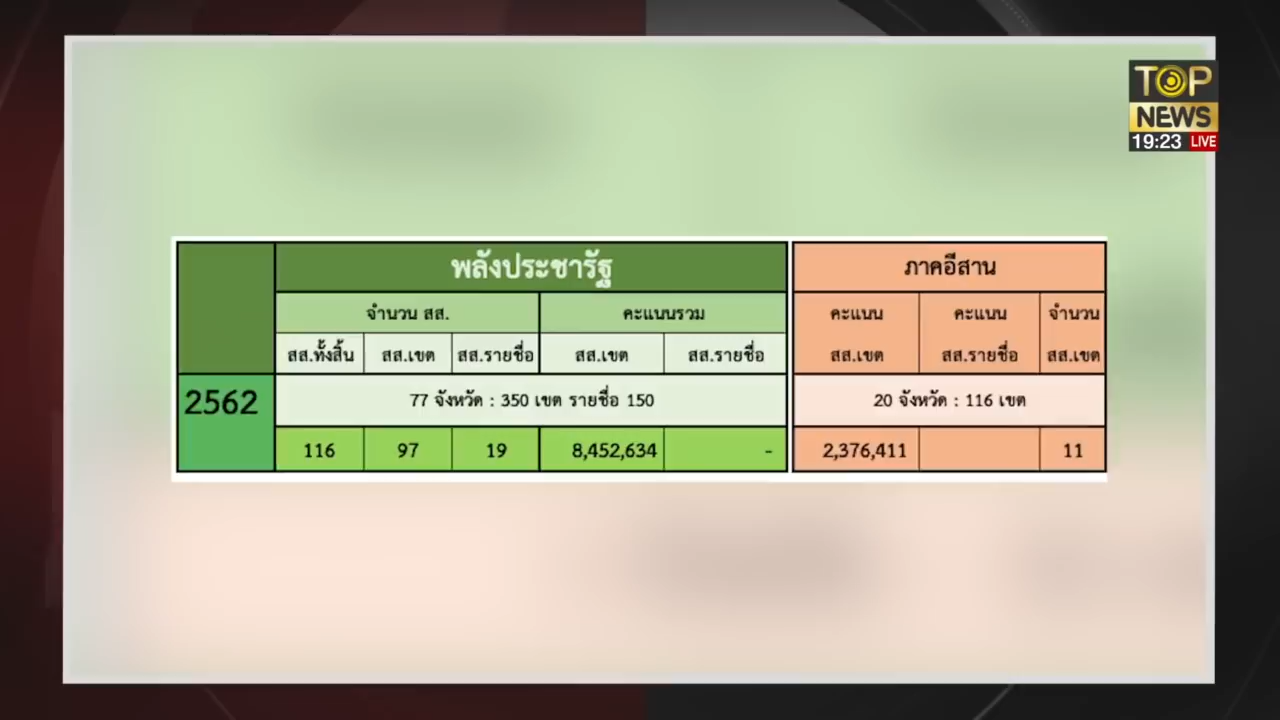 TOP
NEWS
19:23 LIVE
พลังประชารัฐ ภาคอีสาน
จำนวน สส. คะแนนรวม คะแนน คะแนน จำนวน
สส.ทั้งสิ้น สส.เขต สส.รายชื่อ สส.เขต สส.รายชื่อ สส.เขต สส.รายชื่อ สส.เขต
2562 77 จังหวัด : 350 เขต รายชื่อ 150 20 จังหวัด : 116 เขต
116 97 19 8,452,634 - 2,376,411 11